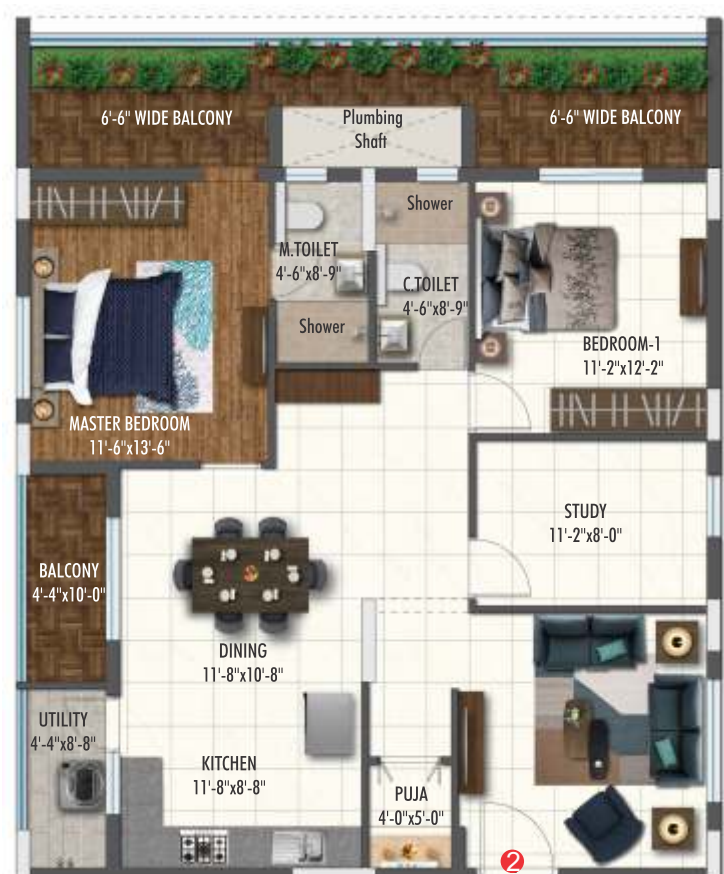 6'-6" WIDE BALCONY
Plumbing
Shaft
6'-6" WIDE BALCONY
Shower
M.TOILET
4'-6"x8'-9"
C.TOILET
4'-6"x8'-9"
Shower
BEDROOM-1
11'-2"x12'-2"
MASTER BEDROOM
11'-6"x13'-6"
STUDY
11'-2"x8'-0"
BALCONY
4'-4"x10'-0"
DINING
11'-8"x10'-8"
UTILITY
4'-4"x8'-8"
KITCHEN
11'-8"x8'-8"
PUJA
4'-0"x5'-0"
2